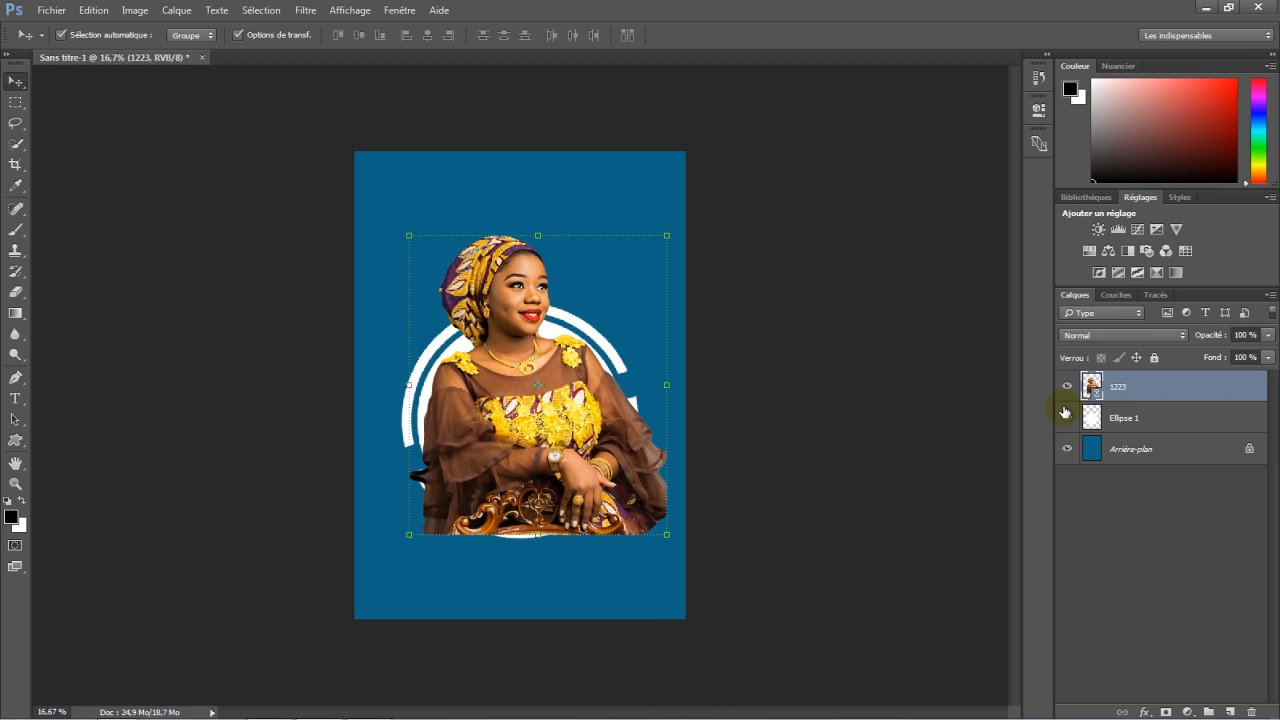 Ps Fichier Edition Image Calque Texte Sélection Filtre Affichage Fenêtre Aide
Sélection automatique : Groupe Options de transf. Les indispensables
Sans titre-1 @ 16,7% (1223, RVB/8) * ×
Couleur Nuancier
Bibliothèques Réglages Styles
Ajouter un réglage
Calques Couches Tracés
Type
Normal Opacité : 100 %
Verrou : Fond : 100 %
1223
Ellipse 1
Arrière-plan
16,67 % Doc : 24,9 Mo/18,7 Mo
fx